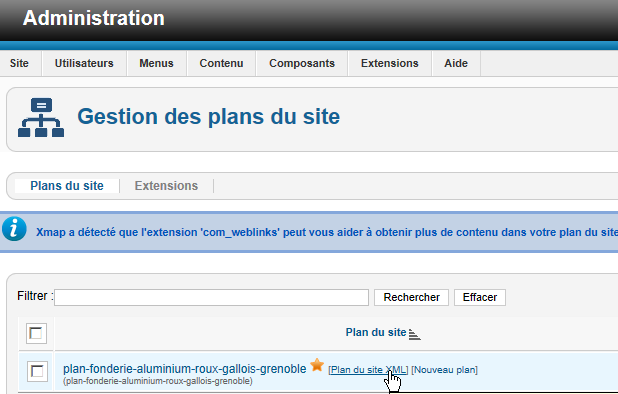 Administration
Site Utilisateurs Menus Contenu Composants Extensions Aide
Gestion des plans du site
Plans du site Extensions
Xmap a détecté que l'extension 'com_weblinks' peut vous aider à obtenir plus de contenu dans votre plan du site
Filtrer : Rechercher Effacer
Plan du site
plan-fonderie-aluminium-roux-gallois-grenoble [Plan du site XML] [Nouveau plan]
(plan-fonderie-aluminium-roux-gallois-grenoble)